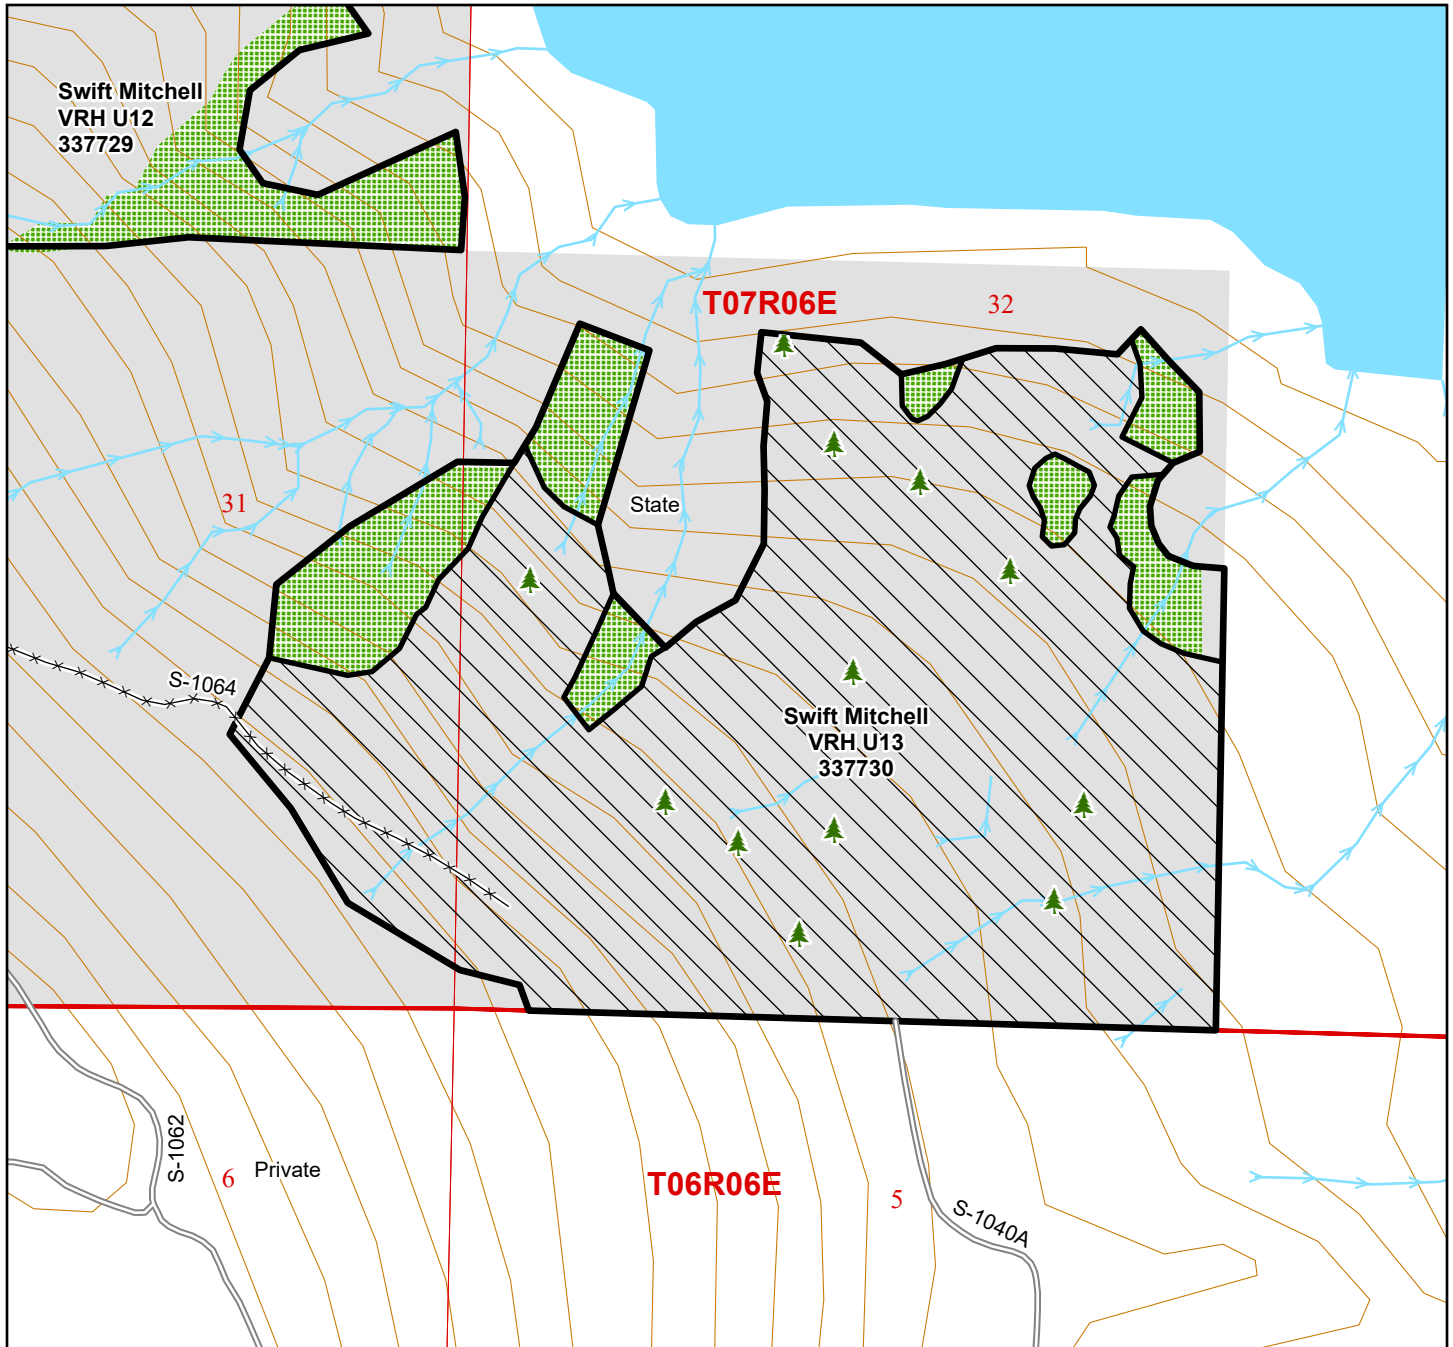 Swift Mitchell
VRH U12
337729
T07R06E
32
31
State
S-1064
Swift Mitchell
VRH U13
337730
S-1062
6
Private
T06R06E
5
S-1040A